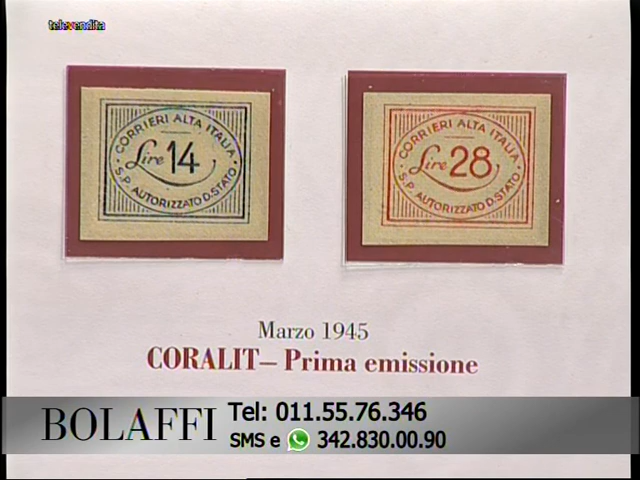 televendita
CORRIERI ALTA ITALIA
Lire 14
S.P. AUTORIZZATO D. STATO
CORRIERI ALTA ITALIA
Lire 28
S.P. AUTORIZZATO D. STATO
Marzo 1945
CORALIT– Prima emissione
BOLAFFI
Tel: 011.55.76.346
SMS e 342.830.00.90